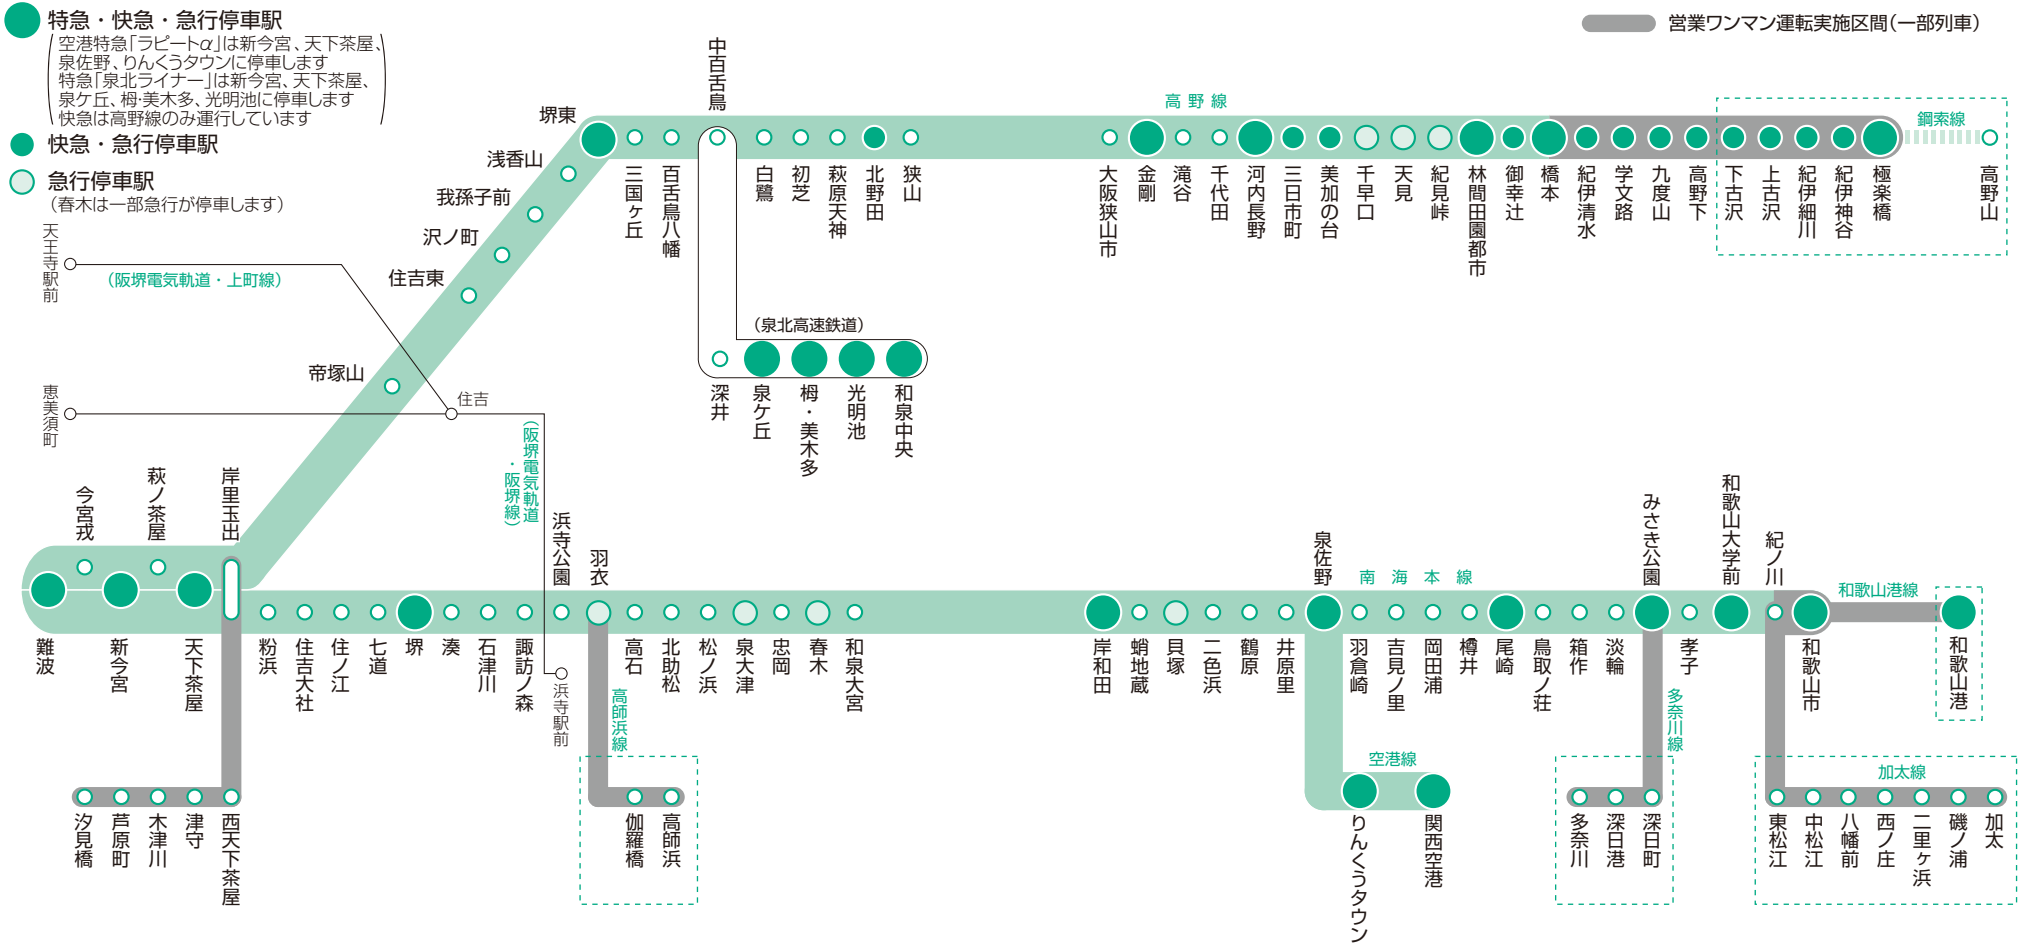 特急・快急・急行停車駅
空港特急「ラピートα」は新今宮、天下茶屋、
泉佐野、りんくうタウンに停車します
特急「泉北ライナー」は新今宮、天下茶屋、
泉ケ丘、栂・美木多、光明池に停車します
快急は高野線のみ運行しています
快急・急行停車駅
急行停車駅
(春木は一部急行が停車します)
営業ワンマン運転実施区間(一部列車)
天王寺駅前
(阪堺電気軌道・上町線)
恵美須町
住吉
(阪堺電気軌道
・阪堺線)
浜寺駅前
高野線
鋼索線
堺東
浅香山
我孫子前
沢ノ町
住吉東
帝塚山
三国ヶ丘
百舌鳥八幡
中百舌鳥
白鷺
初芝
萩原天神
北野田
狭山
大阪狭山市
金剛
滝谷
千代田
河内長野
三日市町
美加の台
千早口
天見
紀見峠
林間田園都市
御幸辻
橋本
紀伊清水
学文路
九度山
高野下
下古沢
上古沢
紀伊細川
紀伊神谷
極楽橋
高野山
(泉北高速鉄道)
深井
泉ケ丘
栂・美木多
光明池
和泉中央
今宮戎
萩ノ茶屋
岸里玉出
難波
新今宮
天下茶屋
粉浜
住吉大社
住ノ江
七道
堺
湊
石津川
諏訪ノ森
浜寺公園
羽衣
高石
北助松
松ノ浜
泉大津
忠岡
春木
和泉大宮
岸和田
蛸地蔵
貝塚
二色浜
鶴原
井原里
泉佐野
南海本線
羽倉崎
吉見ノ里
岡田浦
樽井
尾崎
鳥取ノ荘
箱作
淡輪
みさき公園
孝子
和歌山大学前
紀ノ川
和歌山市
和歌山港線
和歌山港
汐見橋
芦原町
木津川
津守
西天下茶屋
高師浜線
伽羅橋
高師浜
空港線
りんくうタウン
関西空港
多奈川線
多奈川
深日港
深日町
加太線
東松江
中松江
八幡前
西ノ庄
二里ヶ浜
磯ノ浦
加太